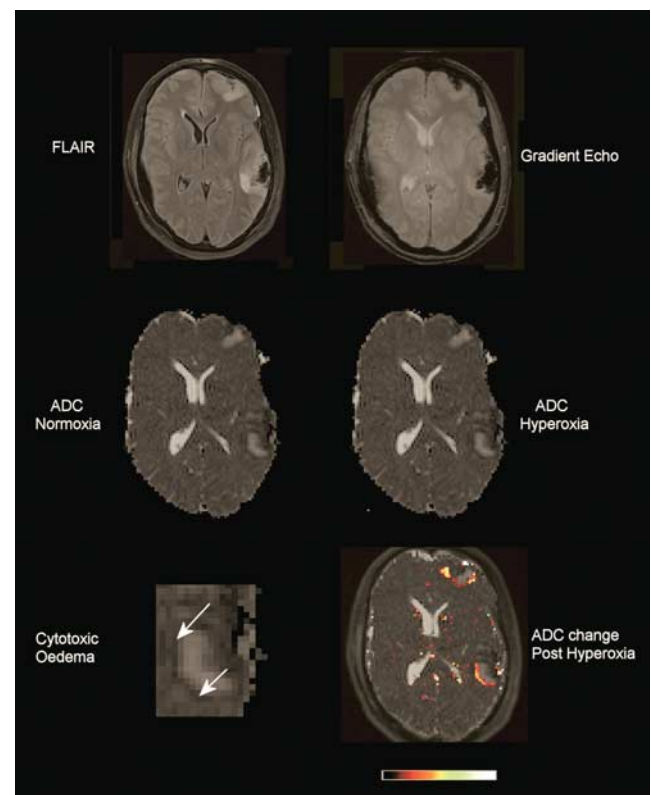 FLAIR
Gradient Echo
ADC
Normoxia
ADC
Hyperoxia
Cytotoxic
Oedema
ADC change
Post Hyperoxia